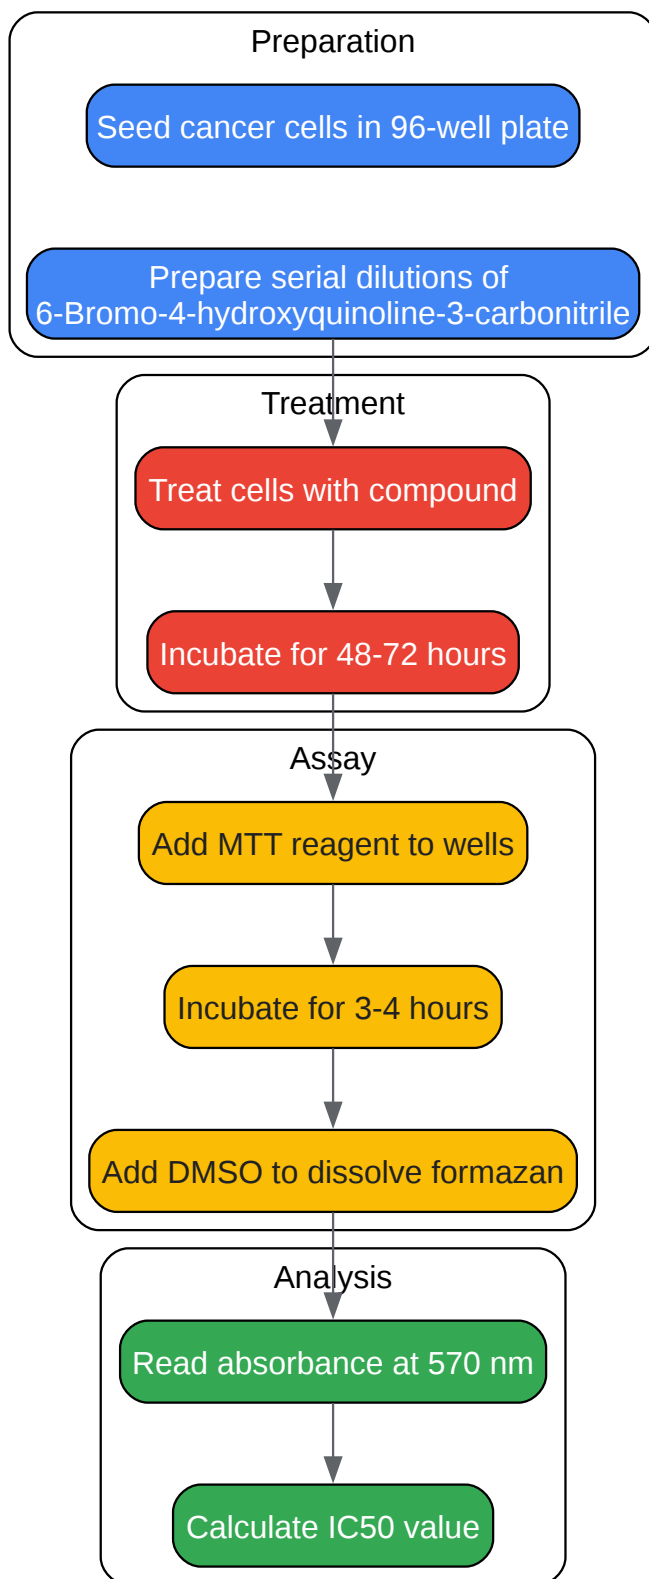 Preparation
Seed cancer cells in 96-well plate
Prepare serial dilutions of
6-Bromo-4-hydroxyquinoline-3-carbonitrile
Treatment
Treat cells with compound
Incubate for 48-72 hours
Assay
Add MTT reagent to wells
Incubate for 3-4 hours
Add DMSO to dissolve formazan
Analysis
Read absorbance at 570 nm
Calculate IC50 value